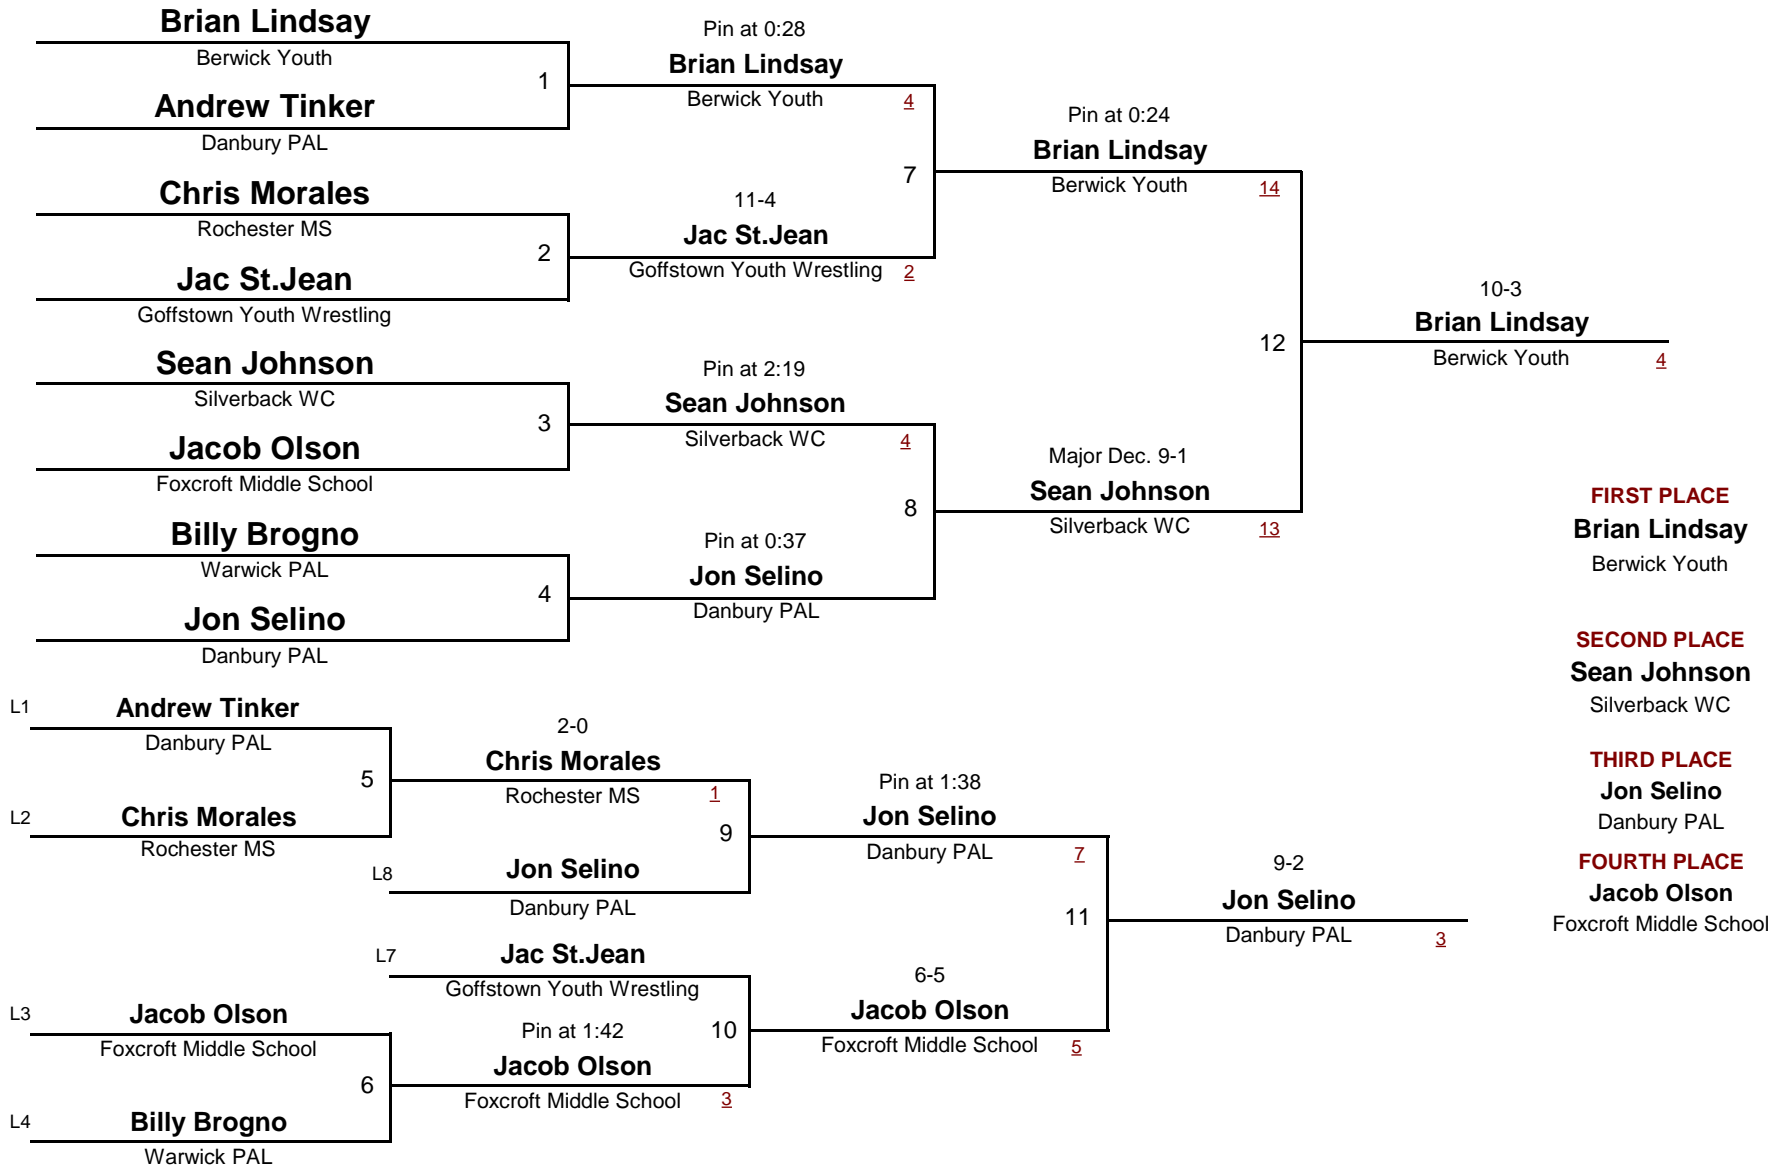 Brian Lindsay
Berwick Youth
1
Andrew Tinker
Danbury PAL
Chris Morales
Rochester MS
2
Jac St.Jean
Goffstown Youth Wrestling
Sean Johnson
Silverback WC
3
Jacob Olson
Foxcroft Middle School
Billy Brogno
Warwick PAL
4
Jon Selino
Danbury PAL
Pin at 0:28
Brian Lindsay
Berwick Youth 4
7
11-4
Jac St.Jean
Goffstown Youth Wrestling 2
Pin at 2:19
Sean Johnson
Silverback WC 4
8
Pin at 0:37
Jon Selino
Danbury PAL
Pin at 0:24
Brian Lindsay
Berwick Youth 14
12
Major Dec. 9-1
Sean Johnson
Silverback WC 13
10-3
Brian Lindsay
Berwick Youth 4
FIRST PLACE
Brian Lindsay
Berwick Youth
SECOND PLACE
Sean Johnson
Silverback WC
THIRD PLACE
Jon Selino
Danbury PAL
FOURTH PLACE
Jacob Olson
Foxcroft Middle School
L1 Andrew Tinker
Danbury PAL
5
L2 Chris Morales
Rochester MS
L3 Jacob Olson
Foxcroft Middle School
6
L4 Billy Brogno
Warwick PAL
2-0
Chris Morales
Rochester MS 1
9
L8 Jon Selino
Danbury PAL
L7 Jac St.Jean
Goffstown Youth Wrestling
10
Pin at 1:42
Jacob Olson
Foxcroft Middle School 3
Pin at 1:38
Jon Selino
Danbury PAL 7
11
6-5
Jacob Olson
Foxcroft Middle School 5
9-2
Jon Selino
Danbury PAL 3